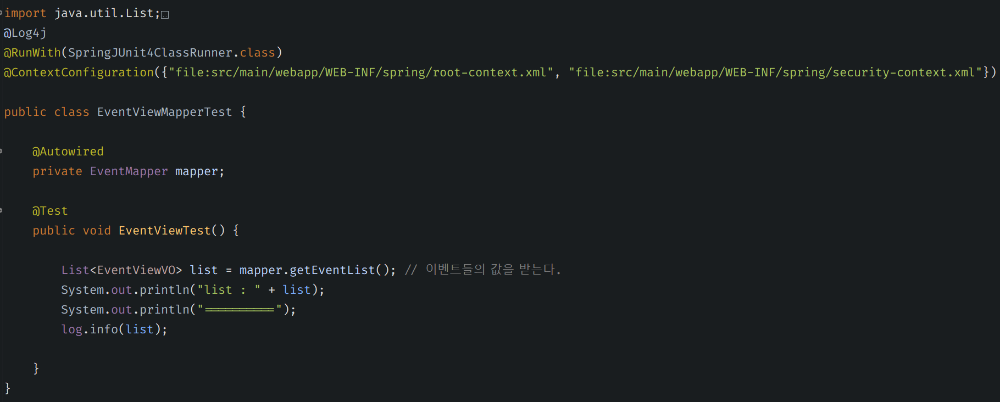 import java.util.List;
@Log4j
@RunWith(SpringJUnit4ClassRunner.class)
@ContextConfiguration({"file:src/main/webapp/WEB-INF/spring/root-context.xml", "file:src/main/webapp/WEB-INF/spring/security-context.xml"})
public class EventViewMapperTest {
@Autowired
private EventMapper mapper;
@Test
public void EventViewTest() {
List<EventViewVO> list = mapper.getEventList(); // 이벤트들의 값을 받는다.
System.out.println("list : " + list);
System.out.println("==========");
log.info(list);
}
}